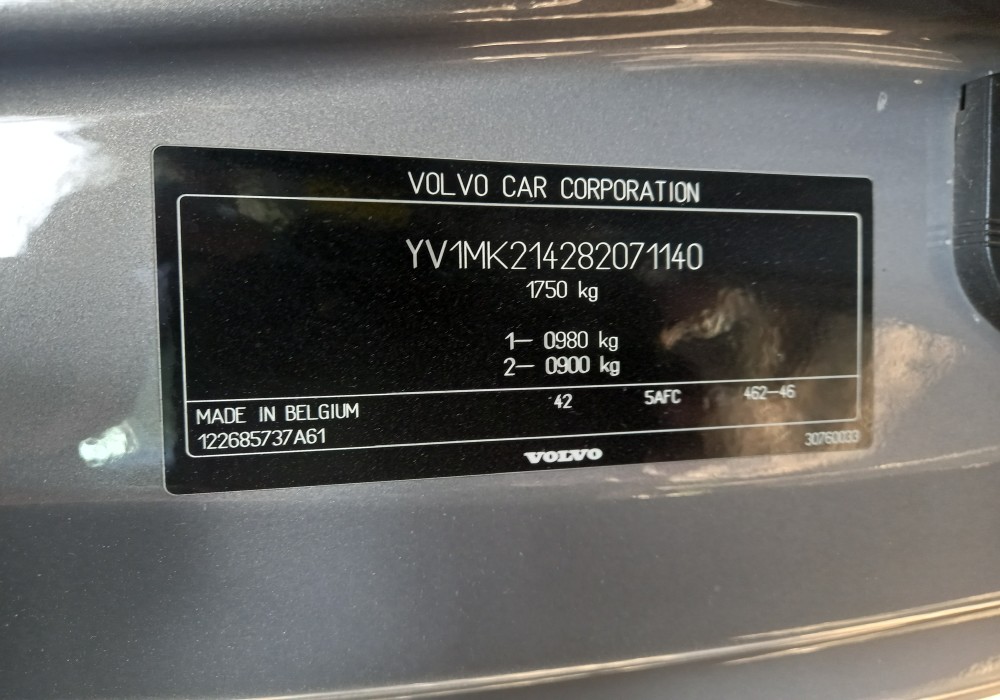 VOLVO CAR CORPORATION
YV1MK214282071140
1750 kg
1— 0980 kg
2— 0900 kg
42 5AFC 462—46
MADE IN BELGIUM
122685737A61
VOLVO
30760033